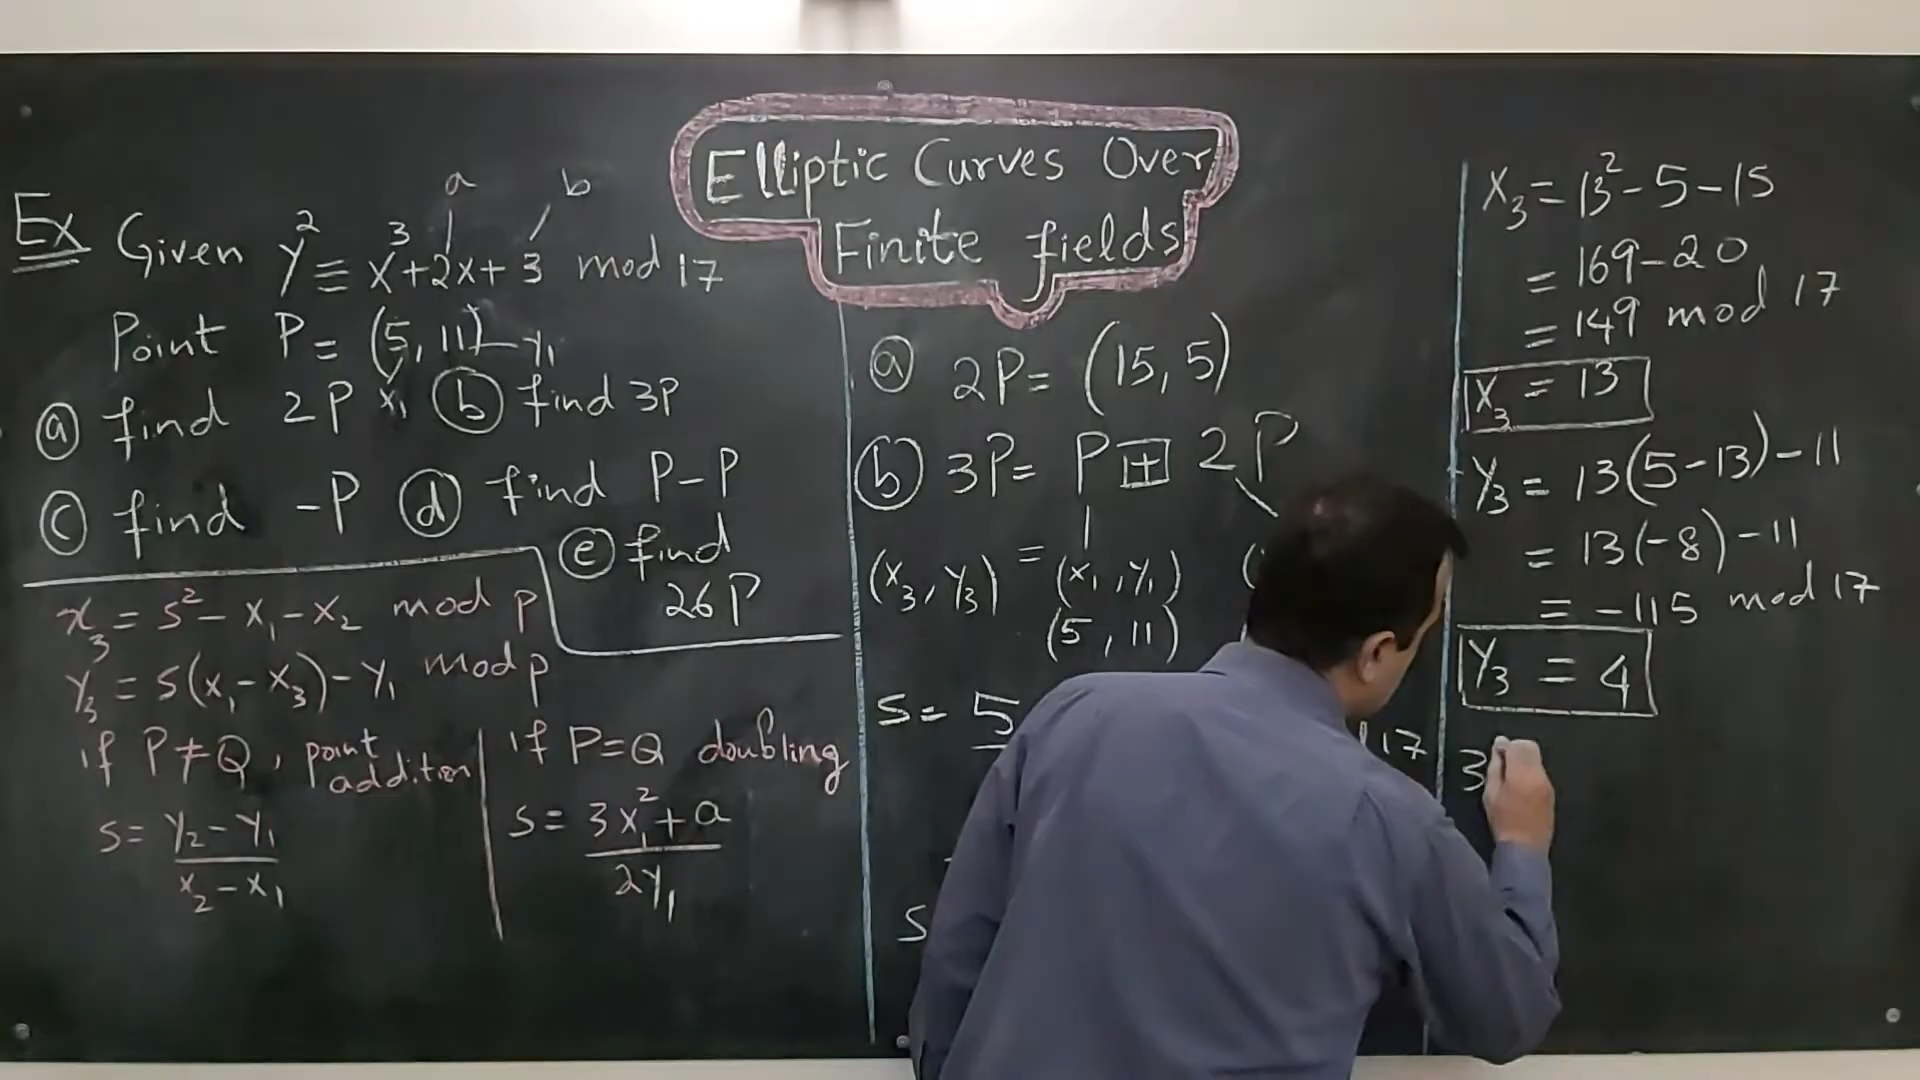 Elliptic Curves Over
Finite fields
a b
Ex Given y² ≡ x³+2x+3 mod 17
Point P = (5, 11) y₁
x₁
ⓐ find 2P ⓑ find 3P
ⓒ find -P ⓓ find P-P
ⓔ find
26P
x₃ = s² - x₁ - x₂ mod p
y₃ = s(x₁ - x₃) - y₁ mod p
if P ≠ Q, point
addition
s = (y₂ - y₁)/(x₂ - x₁)
if P=Q doubling
s = (3x₁² + a)/(2y₁)
ⓐ 2P = (15, 5)
ⓑ 3P = P ⊞ 2P
(x₃, y₃) = (x₁, y₁) (
(5, 11)
s = 5
17
s
x₃ = 13² - 5 - 15
= 169 - 20
= 149 mod 17
x₃ = 13
y₃ = 13(5-13) - 11
= 13(-8) - 11
= -115 mod 17
y₃ = 4
3